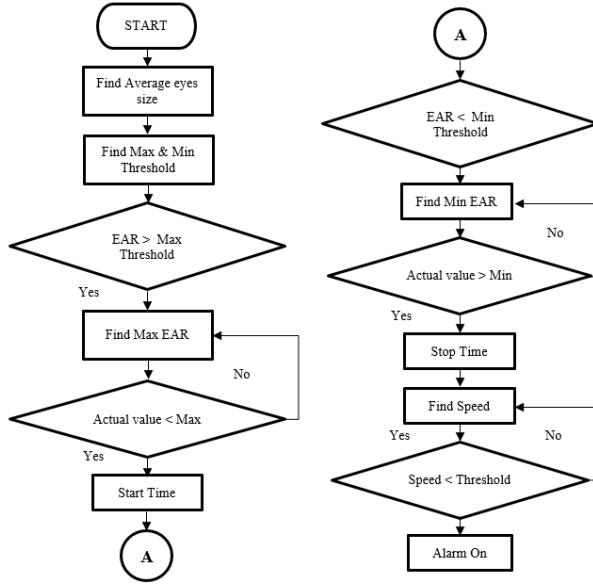 START
Find Average eyes
size
Find Max & Min
Threshold
EAR > Max
Threshold
Yes
Find Max EAR
No
Actual value < Max
Yes
Start Time
A
A
EAR < Min
Threshold
Find Min EAR
No
Actual value > Min
Yes
Stop Time
Find Speed
Yes
No
Speed < Threshold
Alarm On